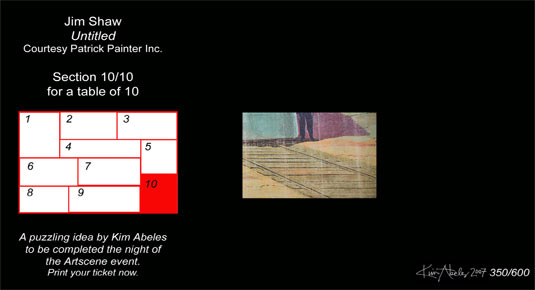 Jim Shaw
Untitled
Courtesy Patrick Painter Inc.
Section 10/10
for a table of 10
1
2
3
4
5
6
7
8
9
10
A puzzling idea by Kim Abeles
to be completed the night of
the Artscene event.
Print your ticket now.
Kim Abeles 2007 350/600